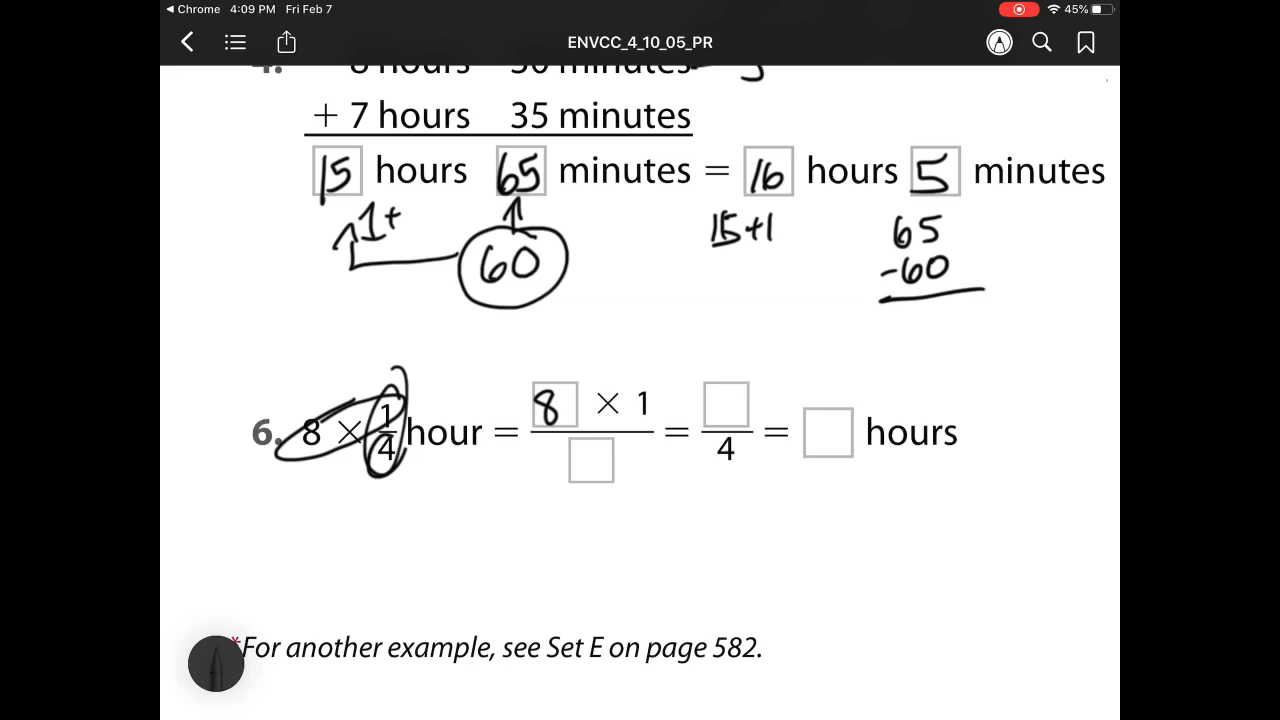 Chrome 4:09 PM Fri Feb 7 45%
ENVCC_4_10_05_PR
+ 7 hours 35 minutes
15 hours 65 minutes = 16 hours 5 minutes
1+ 60 15+1 65
-60
6. 8 × 1/4 hour = 8 × 1 / = /4 = hours
*For another example, see Set E on page 582.